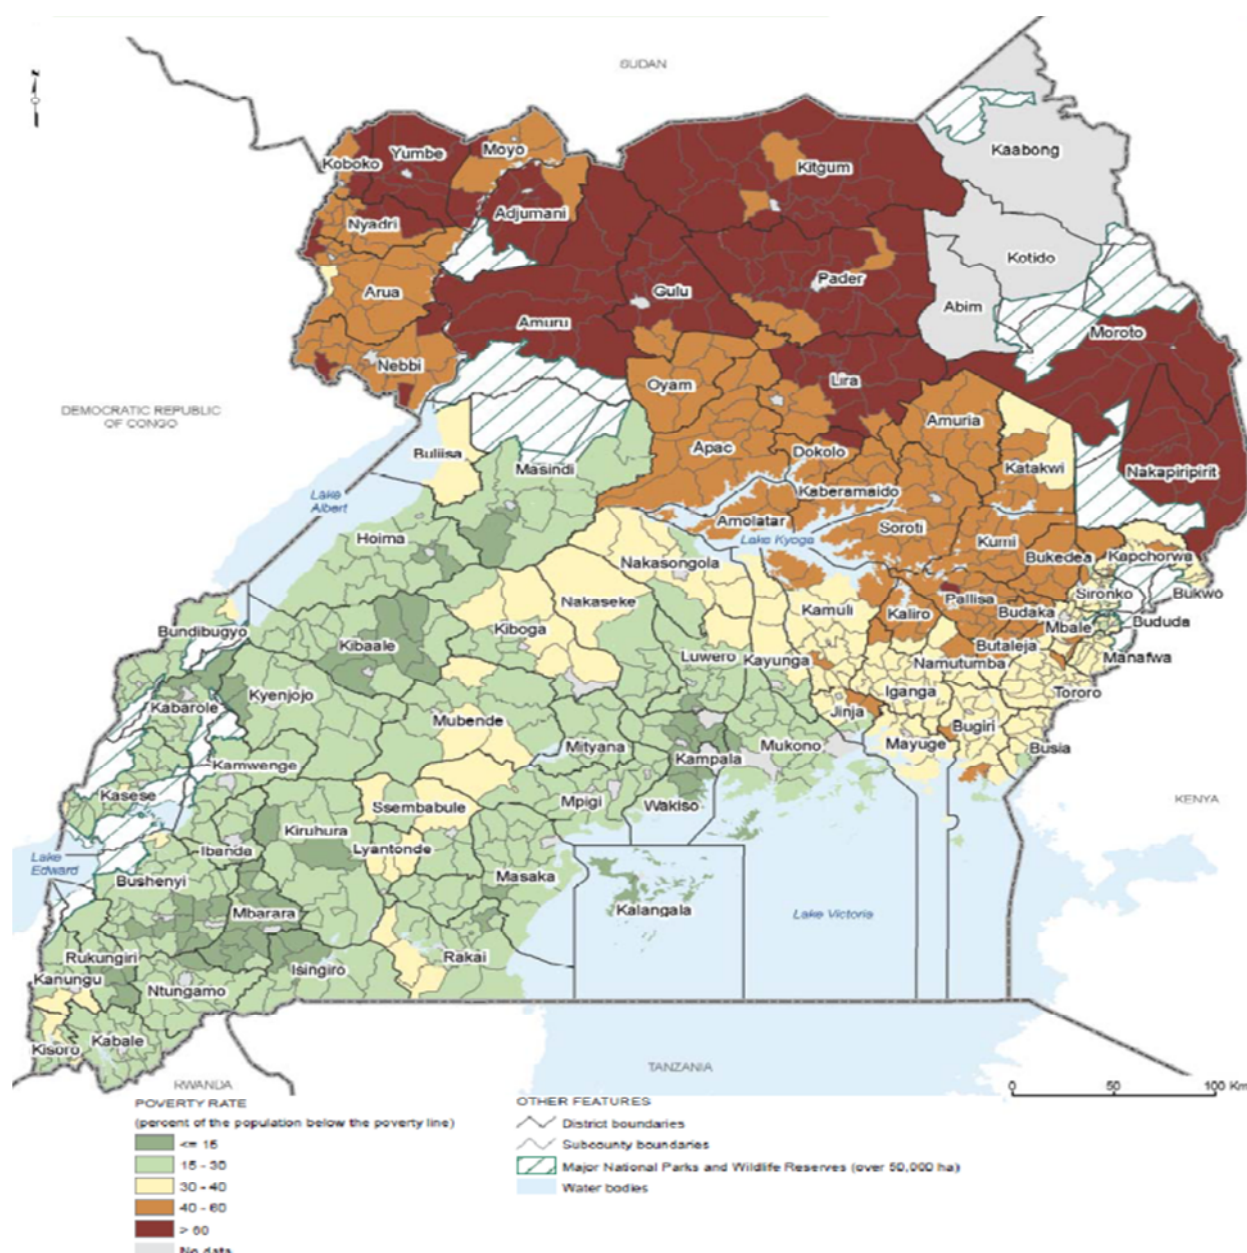 SUDAN
N
Kaabong
Koboko
Yumbe
Moyo
Kitgum
Adjumani
Nyadri
Kotido
Arua
Gulu
Pader
Abim
Amuru
Moroto
Nebbi
Oyam
Lira
DEMOCRATIC REPUBLIC
OF CONGO
Amuria
Buliisa
Masindi
Apac
Dokolo
Katakwi
Nakapiripirit
Lake
Albert
Kaberamaido
Amolatar
Soroti
Hoima
Lake Kyoga
Kumi
Bukedea
Kapchorwa
Nakasongola
Nakaseke
Kamuli
Kaliro
Pallisa
Sironko
Bukwo
Budaka
Bundibugyo
Kibaale
Kiboga
Mbale
Bududa
Butaleja
Luwero
Kayunga
Namutumba
Manafwa
Kabarole
Kyenjojo
Iganga
Tororo
Mubende
Jinja
Bugiri
Mityana
Kampala
Mukono
Mayuge
Busia
Kamwenge
Kasese
Ssembabule
Mpigi
Wakiso
KENYA
Kiruhura
Lyantonde
Ibanda
Lake
Edward
Bushenyi
Masaka
Mbarara
Kalangala
Lake Victoria
Rukungiri
Isingiro
Rakai
Kanungu
Ntungamo
Kisoro
Kabale
TANZANIA
RWANDA
0 50 100 Km
POVERTY RATE
(percent of the population below the poverty line)
<= 15
15 - 30
30 - 40
40 - 60
> 60
No data
OTHER FEATURES
District boundaries
Subcounty boundaries
Major National Parks and Wildlife Reserves (over 50,000 ha)
Water bodies